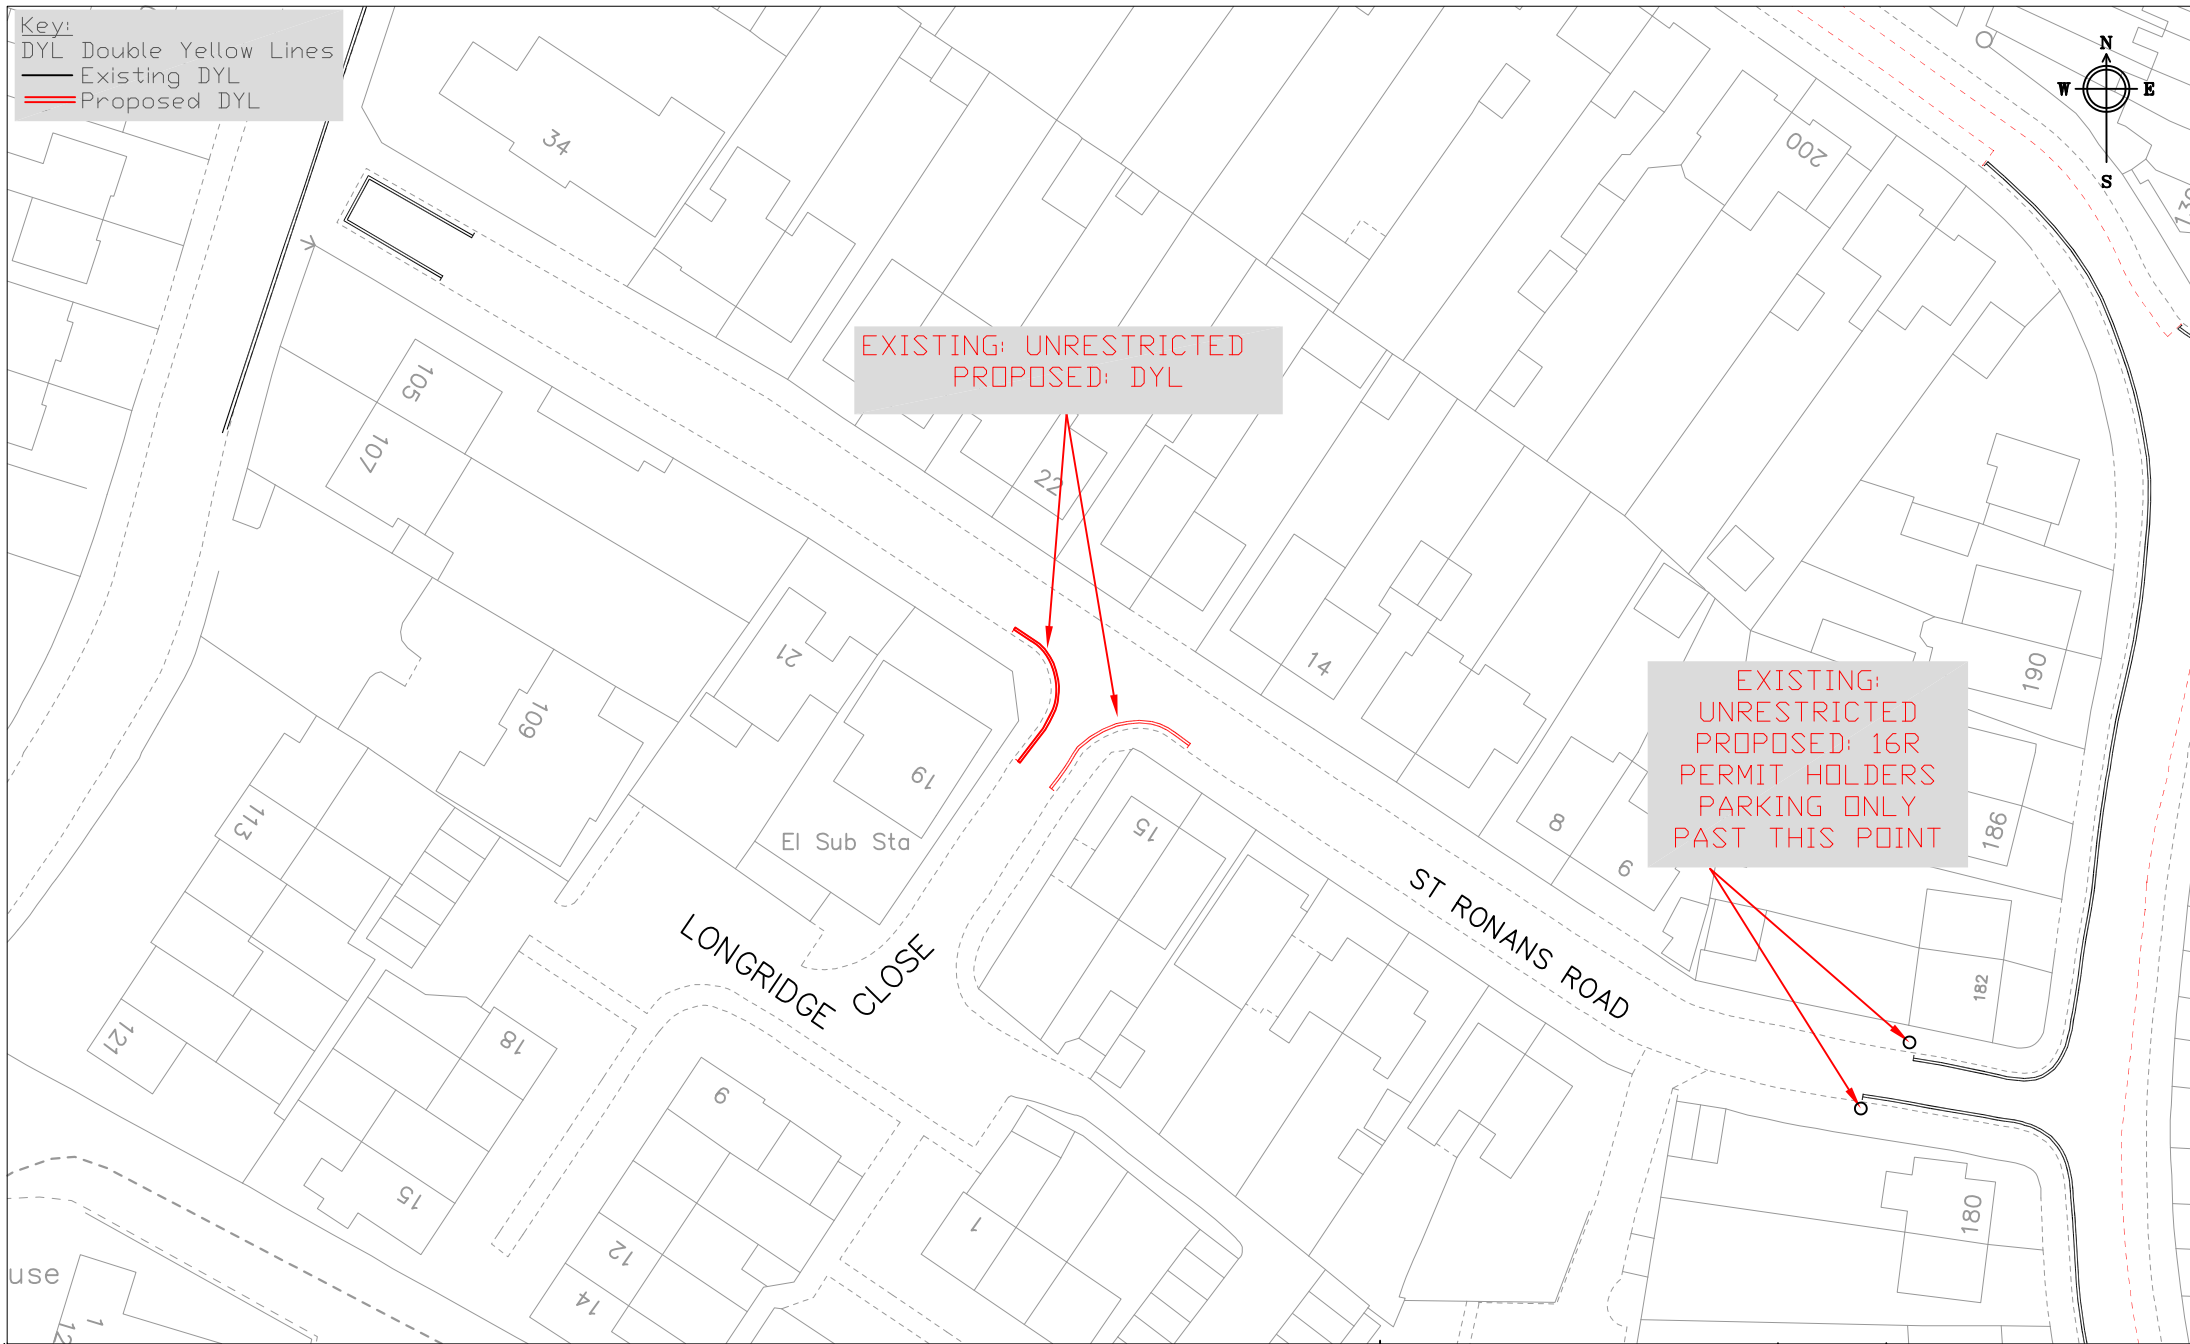 Key:
DYL Double Yellow Lines
Existing DYL
Proposed DYL
N
W E
S
34
200
EXISTING: UNRESTRICTED
PROPOSED: DYL
105
107
22
21
19
14
109
El Sub Sta
15
8
6
190
EXISTING:
UNRESTRICTED
PROPOSED: 16R
PERMIT HOLDERS
PARKING ONLY
PAST THIS POINT
186
182
113
121
18
15
LONGRIDGE
CLOSE
ST RONANS ROAD
9
12
14
1
180
use